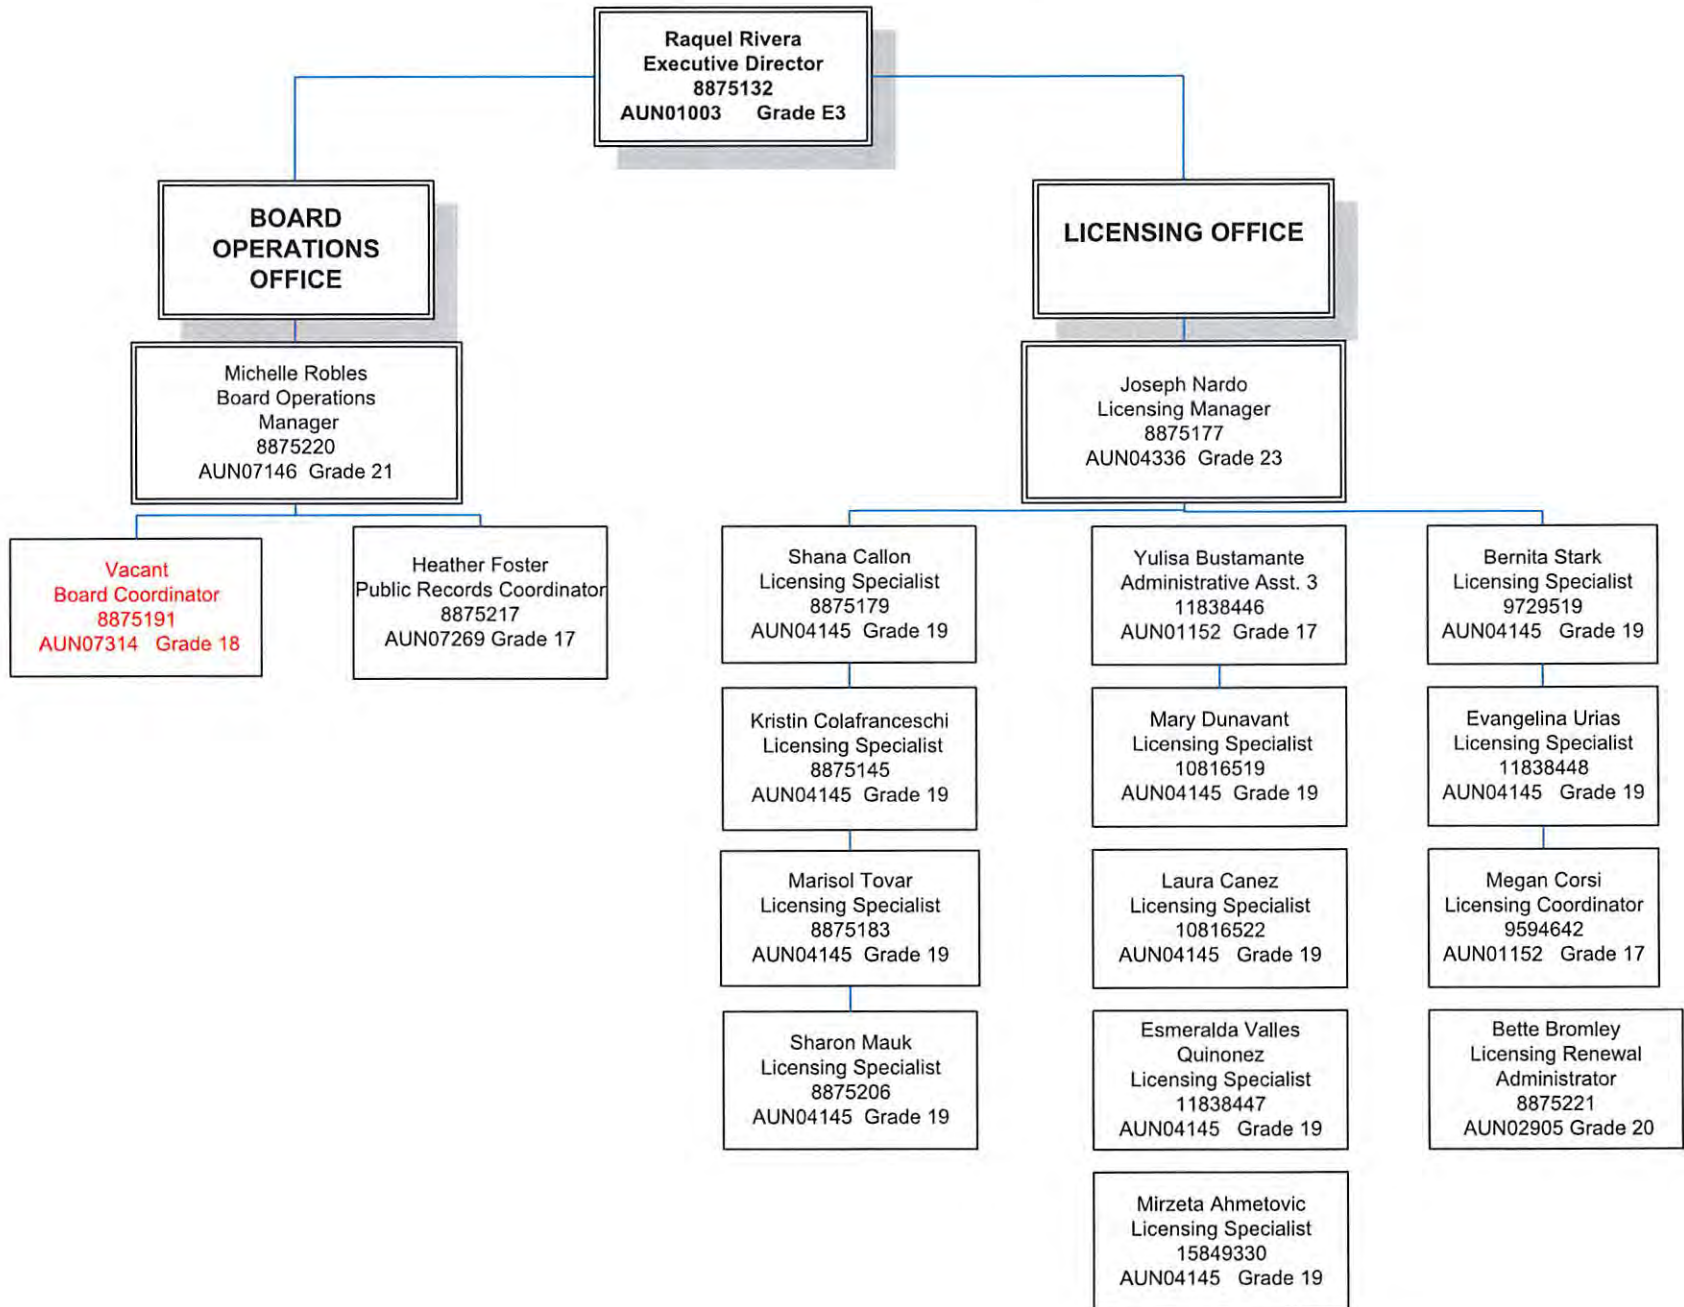 Raquel Rivera
Executive Director
8875132
AUN01003 Grade E3
BOARD
OPERATIONS
OFFICE
Michelle Robles
Board Operations
Manager
8875220
AUN07146 Grade 21
Vacant
Board Coordinator
8875191
AUN07314 Grade 18
Heather Foster
Public Records Coordinator
8875217
AUN07269 Grade 17
LICENSING OFFICE
Joseph Nardo
Licensing Manager
8875177
AUN04336 Grade 23
Shana Callon
Licensing Specialist
8875179
AUN04145 Grade 19
Kristin Colafranceschi
Licensing Specialist
8875145
AUN04145 Grade 19
Marisol Tovar
Licensing Specialist
8875183
AUN04145 Grade 19
Sharon Mauk
Licensing Specialist
8875206
AUN04145 Grade 19
Yulisa Bustamante
Administrative Asst. 3
11838446
AUN01152 Grade 17
Mary Dunavant
Licensing Specialist
10816519
AUN04145 Grade 19
Laura Canez
Licensing Specialist
10816522
AUN04145 Grade 19
Esmeralda Valles
Quinonez
Licensing Specialist
11838447
AUN04145 Grade 19
Mirzeta Ahmetovic
Licensing Specialist
15849330
AUN04145 Grade 19
Bernita Stark
Licensing Specialist
9729519
AUN04145 Grade 19
Evangelina Urias
Licensing Specialist
11838448
AUN04145 Grade 19
Megan Corsi
Licensing Coordinator
9594642
AUN01152 Grade 17
Bette Bromley
Licensing Renewal
Administrator
8875221
AUN02905 Grade 20